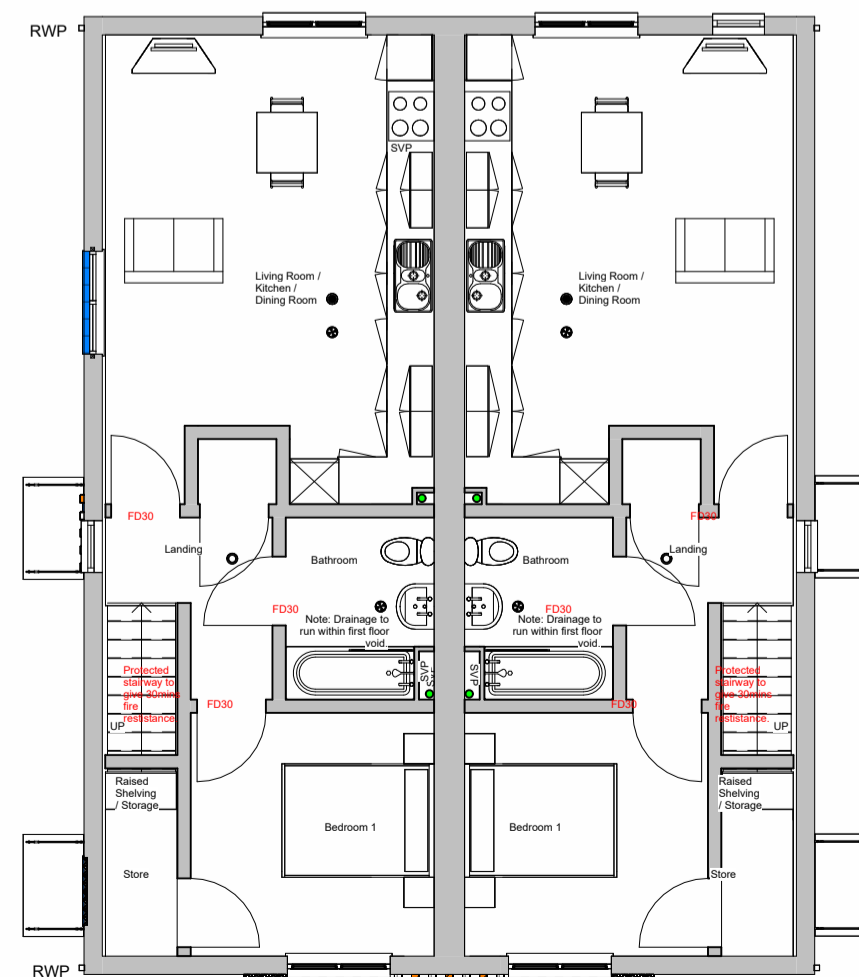 RWP
SVP
Living Room /
Kitchen /
Dining Room
Living Room /
Kitchen /
Dining Room
FD30
FD30
Landing
Landing
Bathroom
Bathroom
FD30
FD30
Note: Drainage to
run within first floor
void.
Note: Drainage to
run within first floor
void.
SVP
SVP
SVP
Protected
stairway to
give 30mins
fire
restistance.
Protected
stairway to
give 30mins
fire
restistance.
FD30
FD30
UP
UP
Raised
Shelving
/ Storage
Raised
Shelving
/ Storage
Bedroom 1
Bedroom 1
Store
Store
RWP